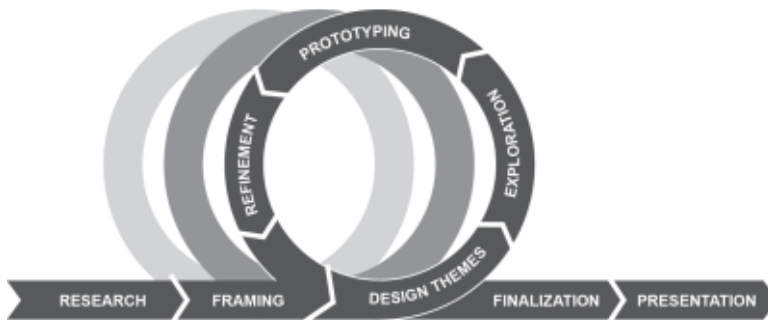 PROTOTYPING
REFINEMENT
EXPLORATION
RESEARCH
FRAMING
DESIGN THEMES
FINALIZATION
PRESENTATION